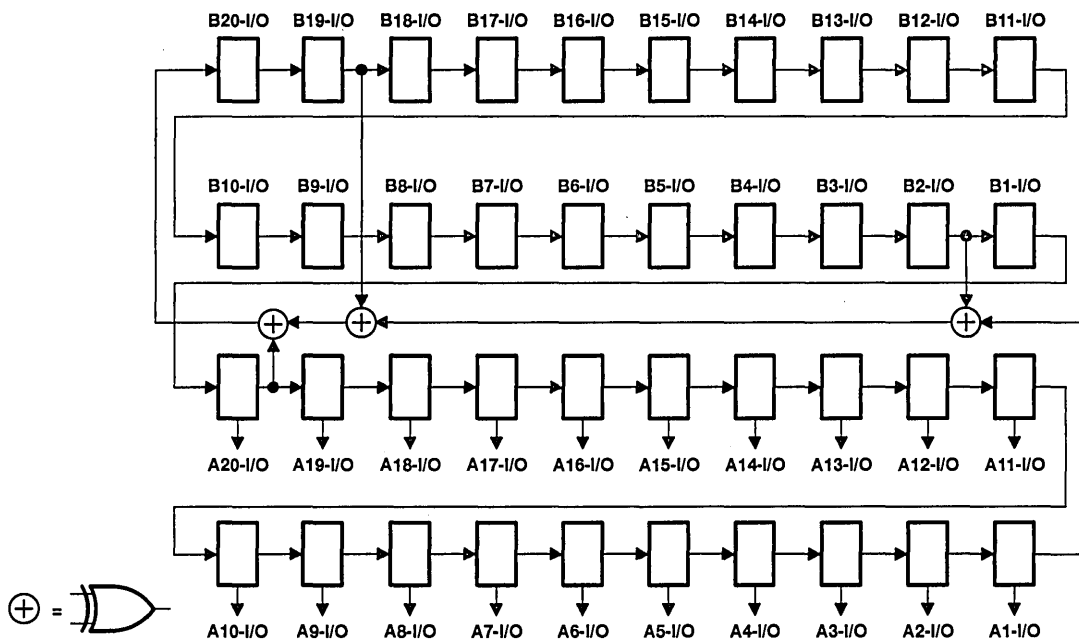 B20-I/O B19-I/O B18-I/O B17-I/O B16-I/O B15-I/O B14-I/O B13-I/O B12-I/O B11-I/O
B10-I/O B9-I/O B8-I/O B7-I/O B6-I/O B5-I/O B4-I/O B3-I/O B2-I/O B1-I/O
A20-I/O A19-I/O A18-I/O A17-I/O A16-I/O A15-I/O A14-I/O A13-I/O A12-I/O A11-I/O
=
A10-I/O A9-I/O A8-I/O A7-I/O A6-I/O A5-I/O A4-I/O A3-I/O A2-I/O A1-I/O